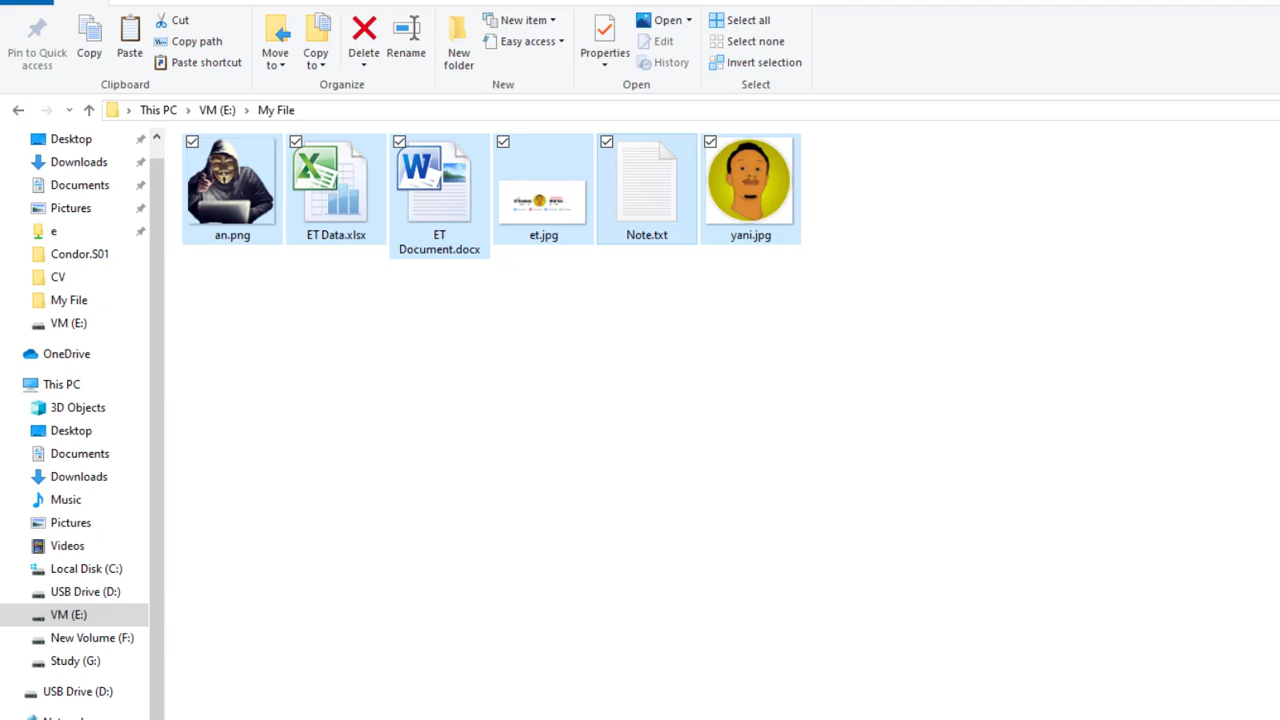 Pin to Quick
access
Copy
Paste
Cut
Copy path
Paste shortcut
Clipboard
Move
to
Copy
to
Delete
Rename
Organize
New
folder
New item
Easy access
New
Properties
Open
Edit
History
Open
Select all
Select none
Invert selection
Select
This PC > VM (E:) > My File
Desktop
Downloads
Documents
Pictures
e
Condor.S01
CV
My File
VM (E:)
OneDrive
This PC
3D Objects
Desktop
Documents
Downloads
Music
Pictures
Videos
Local Disk (C:)
USB Drive (D:)
VM (E:)
New Volume (F:)
Study (G:)
USB Drive (D:)
an.png
ET Data.xlsx
ET
Document.docx
et.jpg
Note.txt
yani.jpg